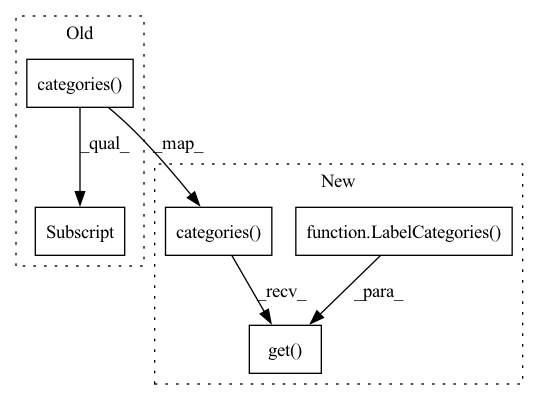 Old
categories()
_qual_
_map_
Subscript
New
categories()
function.LabelCategories()
_recv_
_para_
get()